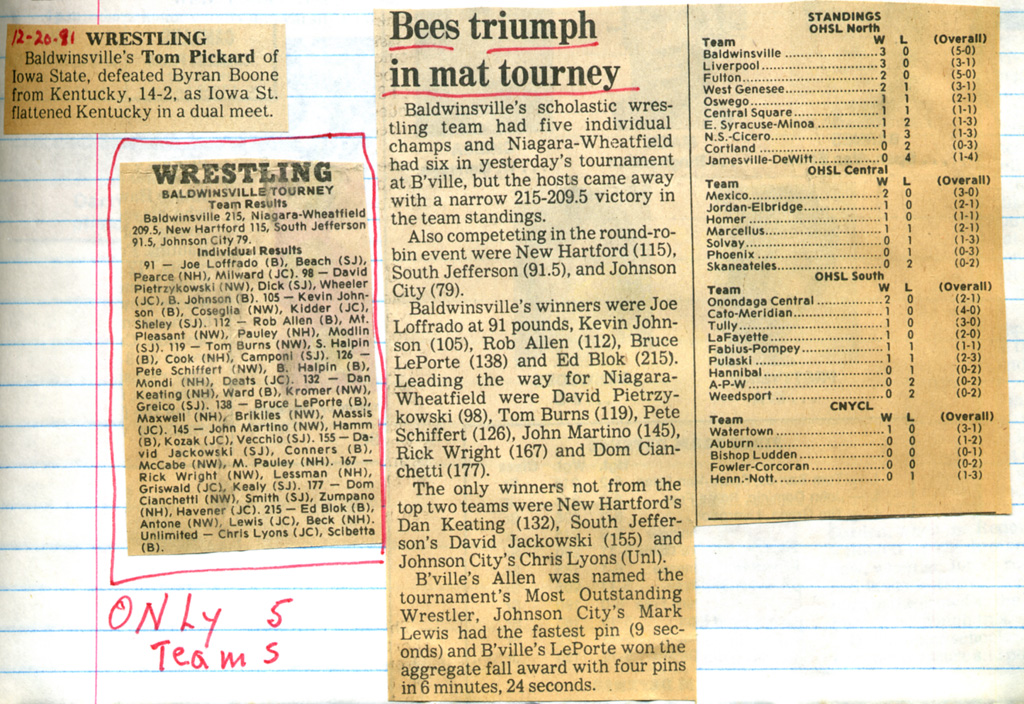 12-20-81 WRESTLING
Baldwinsville's Tom Pickard of
Iowa State, defeated Byran Boone
from Kentucky, 14-2, as Iowa St.
flattened Kentucky in a dual meet.
WRESTLING
BALDWINSVILLE TOURNEY
Team Results
Baldwinsville 215, Niagara-Wheatfield
209.5, New Hartford 115, South Jefferson
91.5, Johnson City 79.
Individual Results
91 — Joe Loffrado (B), Beach (SJ),
Pearce (NH), Milward (JC). 98 — David
Pietrzykowski (NW), Dick (SJ), Wheeler
(JC), B. Johnson (B). 105 — Kevin John-
son (B), Coseglia (NW), Kidder (JC),
Sheley (SJ). 112 — Rob Allen (B), Mt.
Pleasant (NW), Pauley (NH), Modlin
(SJ). 119 — Tom Burns (NW), S. Halpin
(B), Cook (NH), Camponi (SJ). 126 —
Pete Schiffert (NW), B. Halpin (B),
Mondi (NH), Deats (JC). 132 — Dan
Keating (NH), Ward (B), Kromer (NW),
Greico (SJ). 138 — Bruce LePorte (B),
Maxwell (NH), Brikiles (NW), Massis
(JC). 145 — John Martino (NW), Hamm
(B), Kozak (JC), Vecchio (SJ). 155 — Da-
vid Jackowski (SJ), Conners (B),
McCabe (NW), M. Pauley (NH). 167 —
Rick Wright (NW), Lessman (NH),
Griswald (JC), Kealy (SJ). 177 — Dom
Cianchetti (NW), Smith (SJ), Zumpano
(NH), Havener (JC). 215 — Ed Blok (B),
Antone (NW), Lewis (JC), Beck (NH).
Unlimited — Chris Lyons (JC), Scibetta
(B).
ONLY 5
Teams
Bees triumph
in mat tourney
Baldwinsville's scholastic wres-
tling team had five individual
champs and Niagara-Wheatfield
had six in yesterday's tournament
at B'ville, but the hosts came away
with a narrow 215-209.5 victory in
the team standings.
Also competing in the round-ro-
bin event were New Hartford (115),
South Jefferson (91.5), and Johnson
City (79).
Baldwinsville's winners were Joe
Loffrado at 91 pounds, Kevin John-
son (105), Rob Allen (112), Bruce
LePorte (138) and Ed Blok (215).
Leading the way for Niagara-
Wheatfield were David Pietrzy-
kowski (98), Tom Burns (119), Pete
Schiffert (126), John Martino (145),
Rick Wright (167) and Dom Cian-
chetti (177).
The only winners not from the
top two teams were New Hartford's
Dan Keating (132), South Jeffer-
son's David Jackowski (155) and
Johnson City's Chris Lyons (Unl).
B'ville's Allen was named the
tournament's Most Outstanding
Wrestler, Johnson City's Mark
Lewis had the fastest pin (9 sec-
onds) and B'ville's LePorte won the
aggregate fall award with four pins
in 6 minutes, 24 seconds.
STANDINGS
OHSL North
Team W L (Overall)
Baldwinsville 3 0 (5-0)
Liverpool 3 0 (3-1)
Fulton 2 0 (5-0)
West Genesee 2 1 (3-1)
Oswego 1 1 (2-1)
Central Square 1 1 (1-1)
E. Syracuse-Minoa 1 2 (1-3)
N.S.-Cicero 1 3 (1-3)
Cortland 0 2 (0-3)
Jamesville-DeWitt 0 4 (1-4)
OHSL Central
Team W L (Overall)
Mexico 2 0 (3-0)
Jordan-Elbridge 1 0 (2-1)
Homer 1 0 (1-1)
Marcellus 1 1 (2-1)
Solvay 0 1 (1-3)
Phoenix 0 1 (0-3)
Skaneateles 0 2 (0-2)
OHSL South
Team W L (Overall)
Onondaga Central 2 0 (2-1)
Cato-Meridian 1 0 (4-0)
Tully 1 0 (3-0)
LaFayette 1 0 (2-0)
Fabius-Pompey 1 1 (1-1)
Pulaski 1 1 (2-3)
Hannibal 0 1 (0-2)
A-P-W 0 2 (0-2)
Weedsport 0 2 (0-2)
CNYCL
Team W L (Overall)
Watertown 1 0 (3-1)
Auburn 0 0 (1-2)
Bishop Ludden 0 0 (0-1)
Fowler-Corcoran 0 0 (0-2)
Henn.-Nott. 0 1 (1-3)